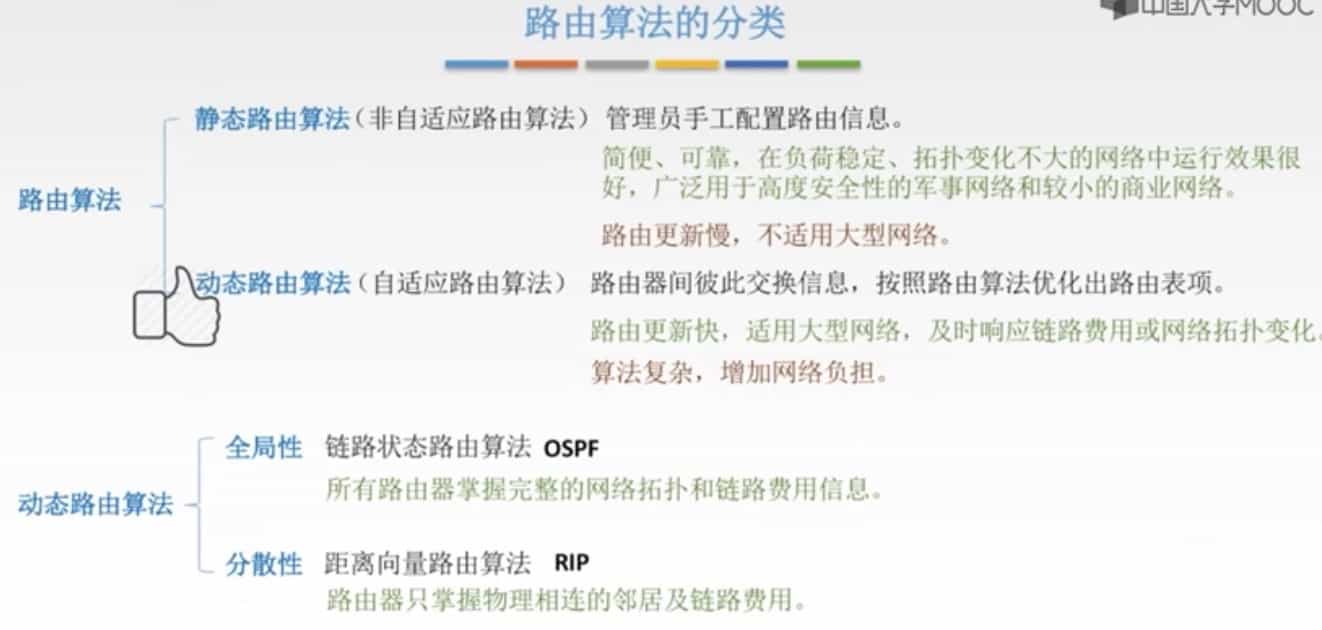 中国大学MOOC
路由算法的分类
静态路由算法（非自适应路由算法）管理员手工配置路由信息。
简便、可靠，在负荷稳定、拓扑变化不大的网络中运行效果很
好，广泛用于高度安全性的军事网络和较小的商业网络。
路由算法
路由更新慢，不适用大型网络。
动态路由算法（自适应路由算法） 路由器间彼此交换信息，按照路由算法优化出路由表项。
路由更新快，适用大型网络，及时响应链路费用或网络拓扑变化。
算法复杂，增加网络负担。
全局性 链路状态路由算法 OSPF
所有路由器掌握完整的网络拓扑和链路费用信息。
动态路由算法
分散性 距离向量路由算法 RIP
路由器只掌握物理相连的邻居及链路费用。